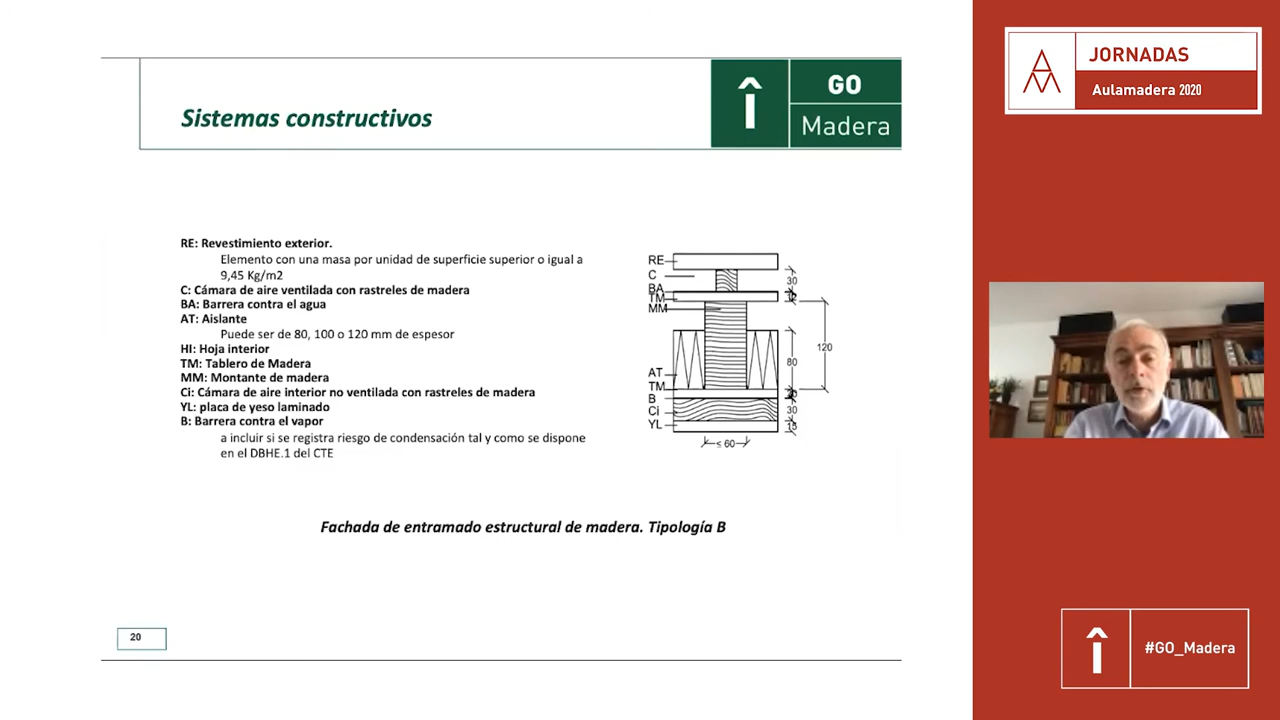 Sistemas constructivos
GO
Madera
RE: Revestimiento exterior.
Elemento con una masa por unidad de superficie superior o igual a
9,45 Kg/m2
C: Cámara de aire ventilada con rastreles de madera
BA: Barrera contra el agua
AT: Aislante
Puede ser de 80, 100 o 120 mm de espesor
HI: Hoja interior
TM: Tablero de Madera
MM: Montante de madera
Ci: Cámara de aire interior no ventilada con rastreles de madera
YL: placa de yeso laminado
B: Barrera contra el vapor
a incluir si se registra riesgo de condensación tal y como se dispone
en el DBHE.1 del CTE
RE
C
BA
TM
MM
AT
TM
B
Ci
YL
30
120
80
30
15
≤ 60
Fachada de entramado estructural de madera. Tipología B
20
JORNADAS
Aulamadera 2020
#GO_Madera